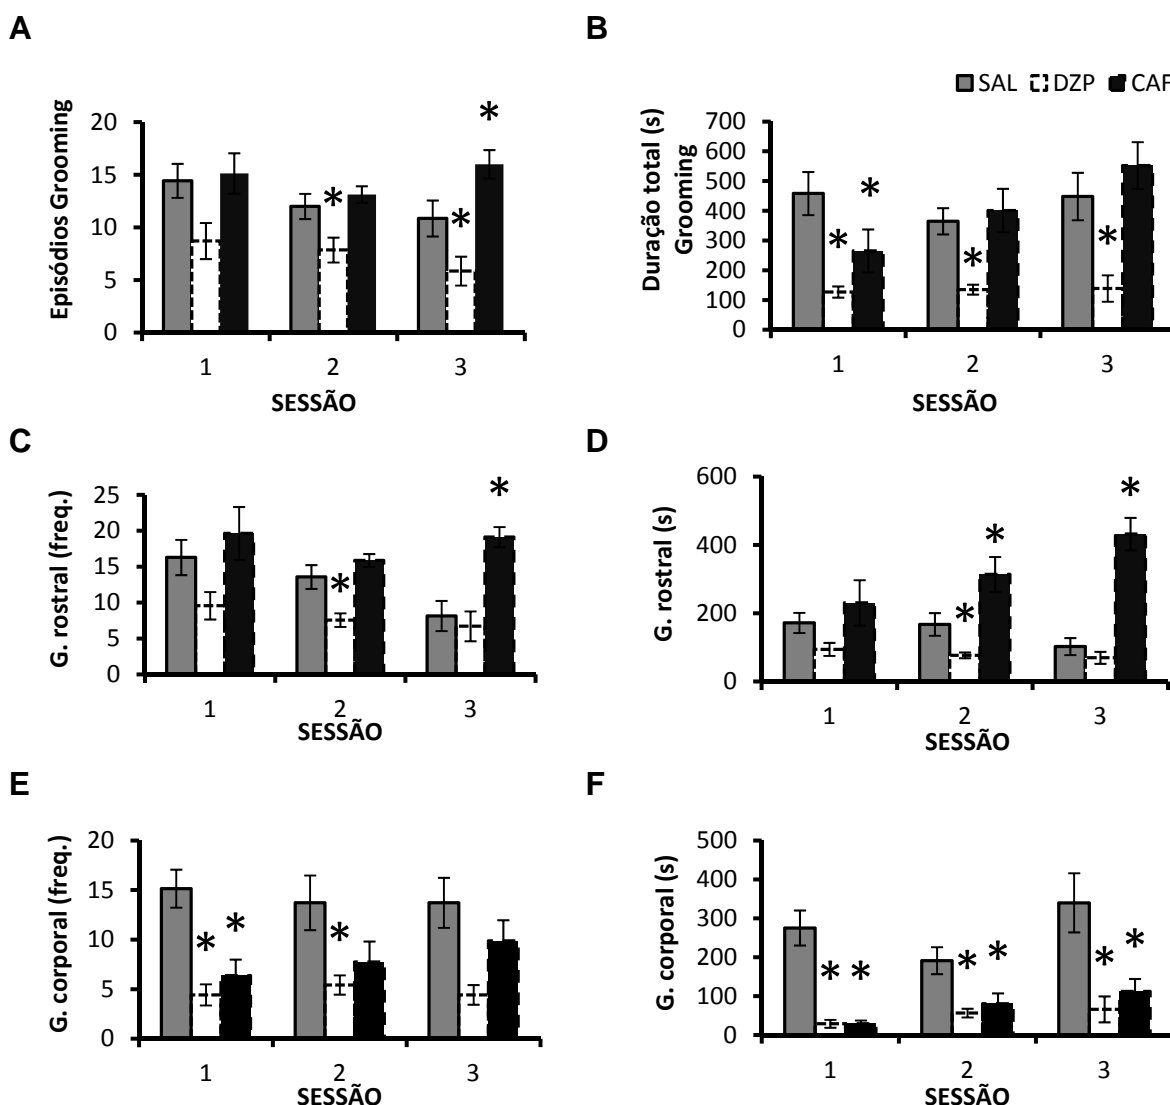 A
B
SAL DZP CAF
Episódios Grooming
20
15
10
5
0
*
*
*
1 2 3
SESSÃO
Duração total (s)
Grooming
700
600
500
400
300
200
100
0
*
*
*
*
1 2 3
SESSÃO
C
D
G. rostral (freq.)
25
20
15
10
5
0
*
*
1 2 3
SESSÃO
G. rostral (s)
600
400
200
0
*
*
*
1 2 3
SESSÃO
E
F
G. corporal (freq.)
20
15
10
5
0
*
*
*
1 2 3
SESSÃO
G. corporal (s)
500
400
300
200
100
0
*
*
*
*
*
*
1 2 3
SESSÃO